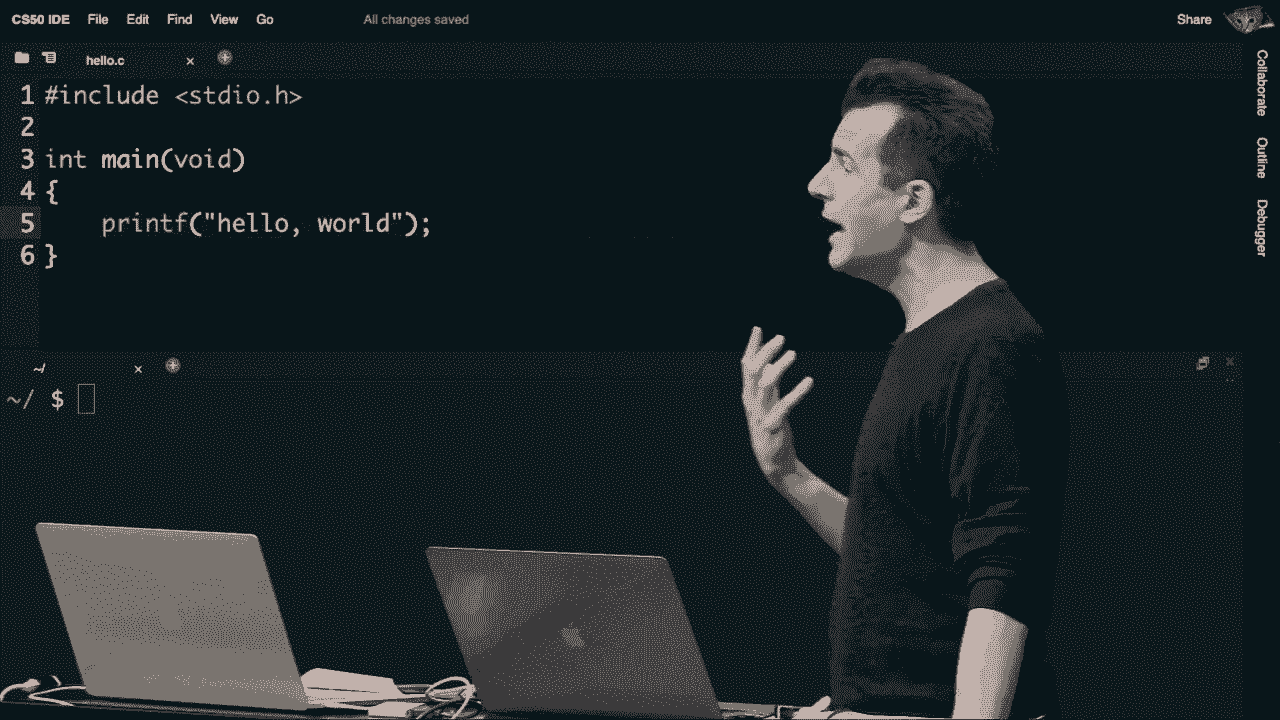 CS50 IDE File Edit Find View Go All changes saved Share
hello.c × +
1 #include <stdio.h>
2
3 int main(void)
4 {
5     printf("hello, world");
6 }
~/ × +
~/ $
Collaborate
Outline
Debugger